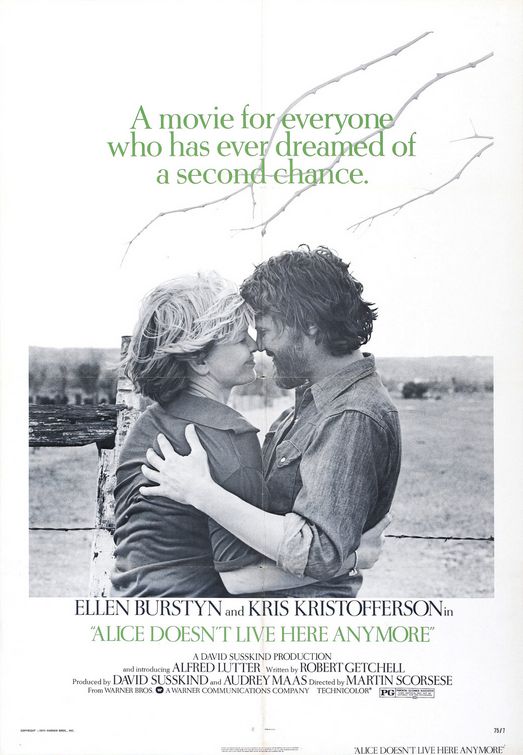 A movie for everyone
who has ever dreamed of
a second chance.
ELLEN BURSTYN and KRIS KRISTOFFERSON in
"ALICE DOESN'T LIVE HERE ANYMORE"
A DAVID SUSSKIND PRODUCTION
and introducing ALFRED LUTTER Written by ROBERT GETCHELL
Produced by DAVID SUSSKIND and AUDREY MAAS Directed by MARTIN SCORSESE
From WARNER BROS. A WARNER COMMUNICATIONS COMPANY TECHNICOLOR® PG
75/7
"ALICE DOESN'T LIVE HERE ANYMORE"